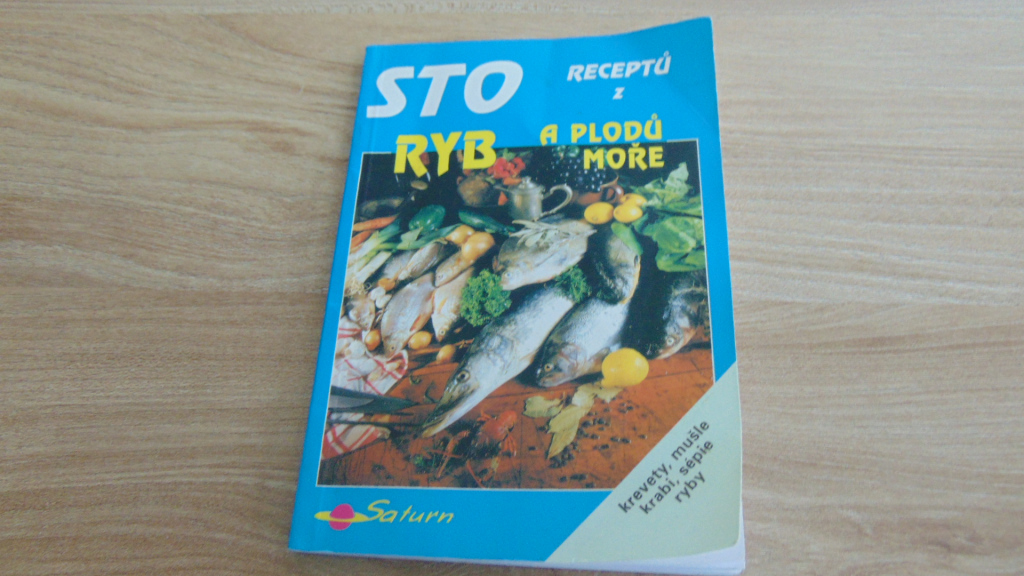 STO RECEPTŮ
z
RYB A PLODŮ
MOŘE
krevety, mušle
krabi, sépie
ryby
Saturn